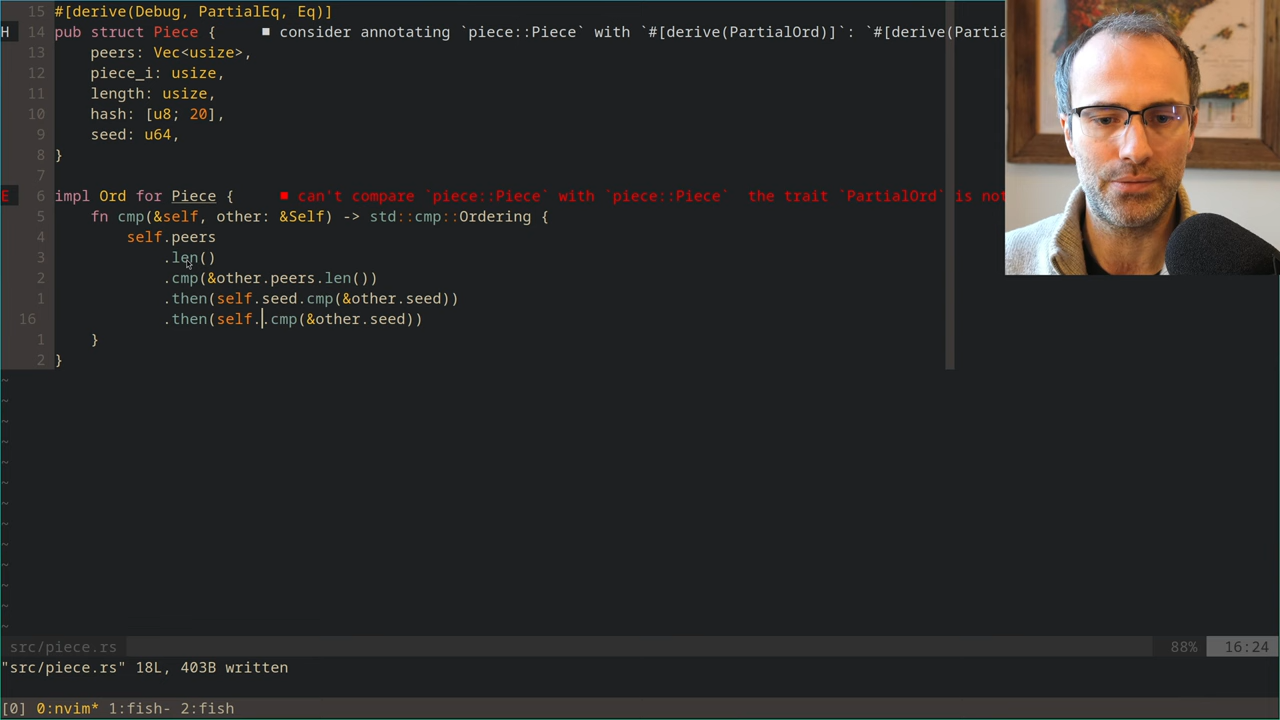 15 #[derive(Debug, PartialEq, Eq)]
H 14 pub struct Piece { ■ consider annotating `piece::Piece` with `#[derive(PartialOrd)]`: `#[derive(Partia
13 peers: Vec<usize>,
12 piece_i: usize,
11 length: usize,
10 hash: [u8; 20],
9 seed: u64,
8 }
7
E 6 impl Ord for Piece { ■ can't compare `piece::Piece` with `piece::Piece`  the trait `PartialOrd` is not
5 fn cmp(&self, other: &Self) -> std::cmp::Ordering {
4 self.peers
3 .len()
2 .cmp(&other.peers.len())
1 .then(self.seed.cmp(&other.seed))
16 .then(self..cmp(&other.seed))
1 }
2 }
~
~
~
~
~
~
~
~
~
~
~
~
~
src/piece.rs 88% 16:24
"src/piece.rs" 18L, 403B written
[0] 0:nvim* 1:fish- 2:fish